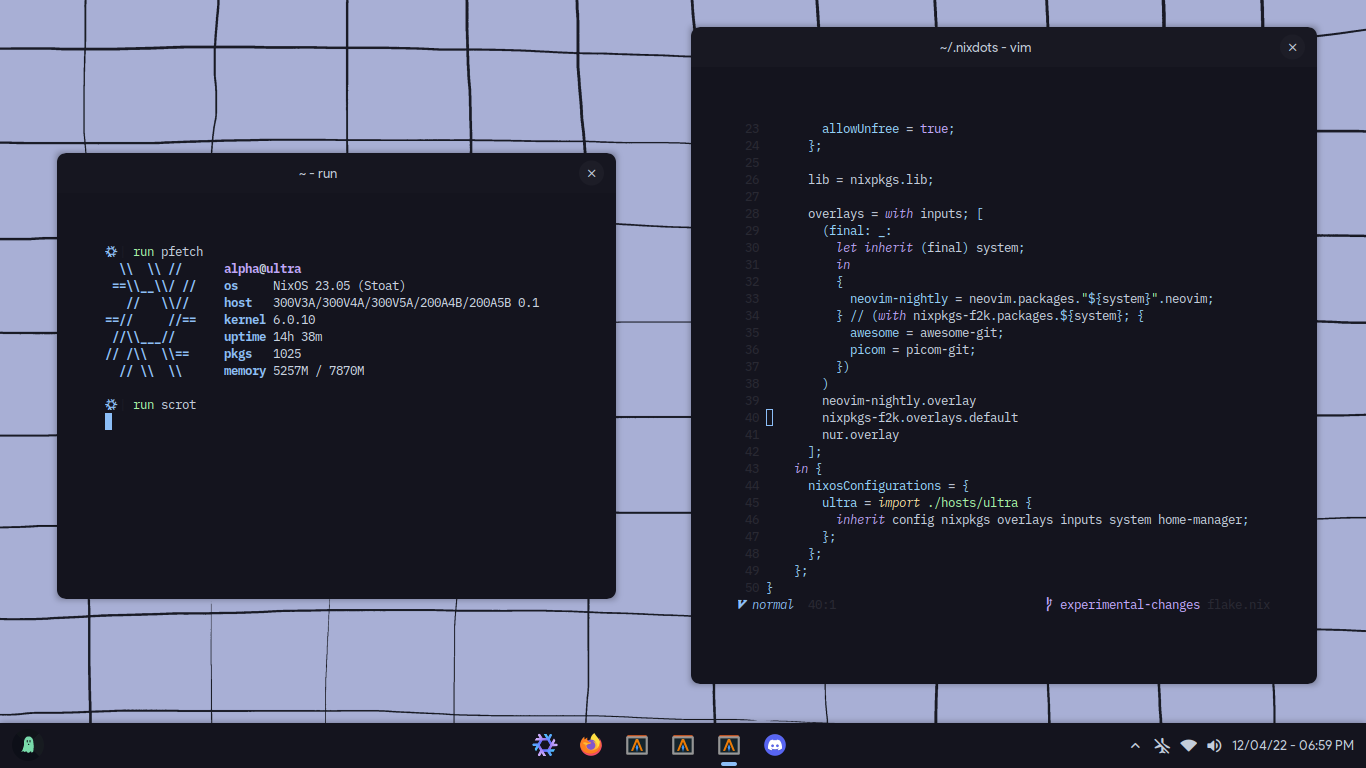 ~ - run
run pfetch
\\  \\ //     alpha@ultra
==\\__\\/ //    os     NixOS 23.05 (Stoat)
//   \\//    host   300V3A/300V4A/300V5A/200A4B/200A5B 0.1
==//     //==   kernel 6.0.10
//\\___//      uptime 14h 38m
// /\\  \\==    pkgs   1025
// \\  \\     memory 5257M / 7870M
run scrot
~/.nixdots - vim
23         allowUnfree = true;
24       };
25
26       lib = nixpkgs.lib;
27
28       overlays = with inputs; [
29         (final: _:
30           let inherit (final) system;
31           in
32           {
33             neovim-nightly = neovim.packages."${system}".neovim;
34           } // (with nixpkgs-f2k.packages.${system}; {
35             awesome = awesome-git;
36             picom = picom-git;
37           })
38         )
39         neovim-nightly.overlay
40         nixpkgs-f2k.overlays.default
41         nur.overlay
42       ];
43     in {
44       nixosConfigurations = {
45         ultra = import ./hosts/ultra {
46           inherit config nixpkgs overlays inputs system home-manager;
47         };
48       };
49     };
50 }
normal  40:1  experimental-changes flake.nix
12/04/22 - 06:59 PM